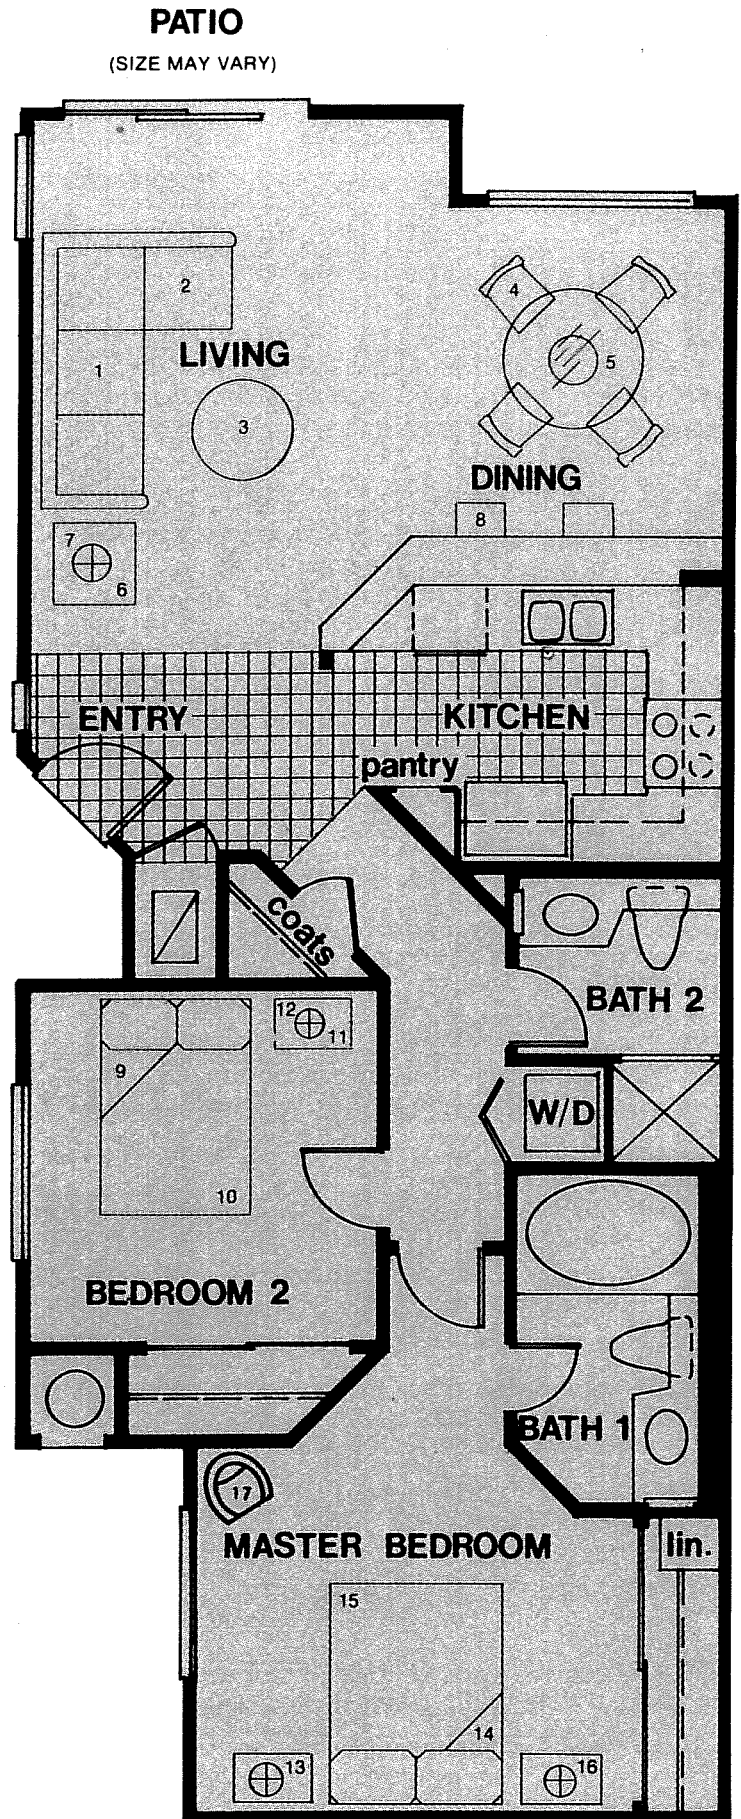 PATIO
(SIZE MAY VARY)
2
4
LIVING
1
5
3
DINING
8
7
6
ENTRY
KITCHEN
pantry
coats
BATH 2
12
11
9
W/D
10
BEDROOM 2
BATH 1
17
MASTER BEDROOM
lin.
15
14
13
16